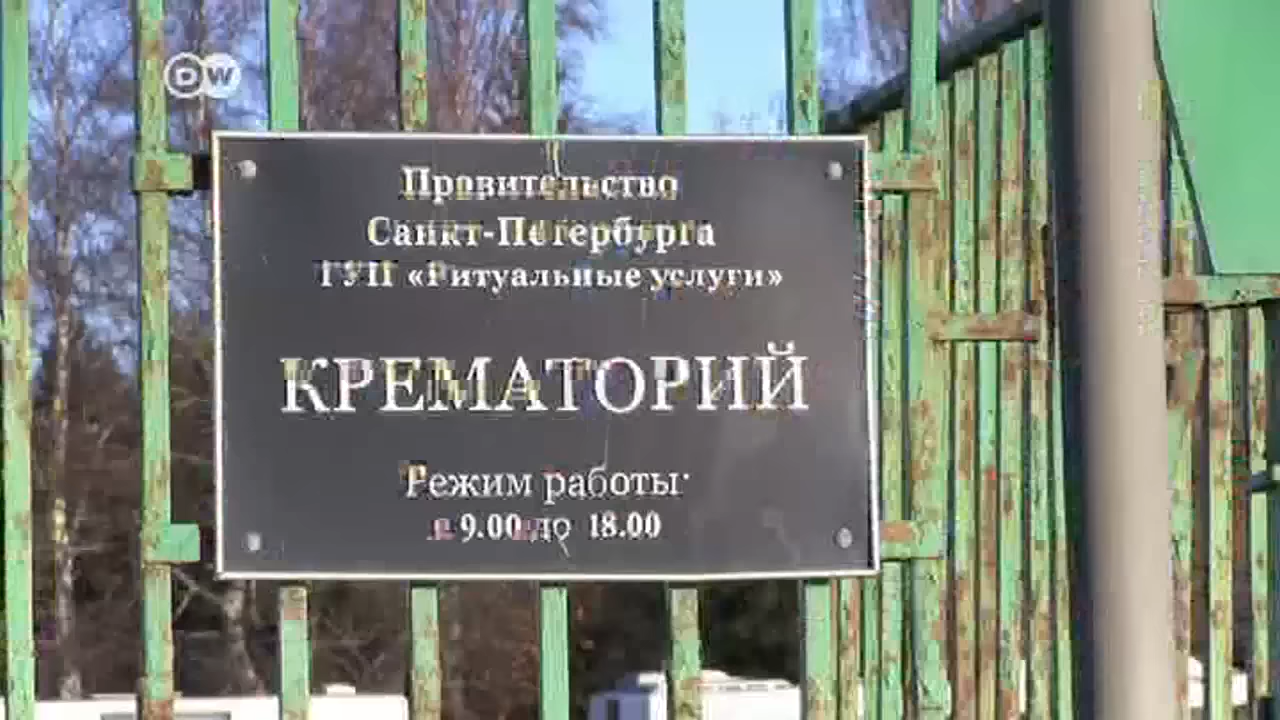 DW
Правительство
Санкт-Петербурга
ГУП «Ритуальные услуги»
КРЕМАТОРИЙ
Режим работы:
с 9.00 до 18.00